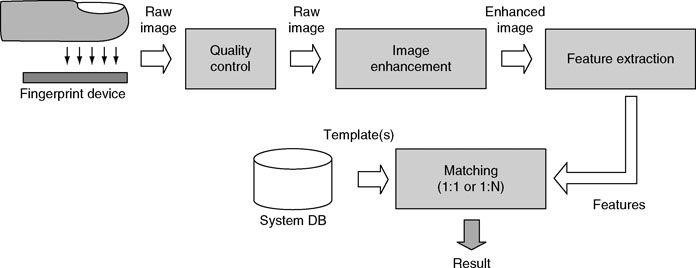 Raw
image
Raw
image
Enhanced
image
Quality
control
Image
enhancement
Feature extraction
Fingerprint device
Template(s)
Matching
(1:1 or 1:N)
System DB
Features
Result